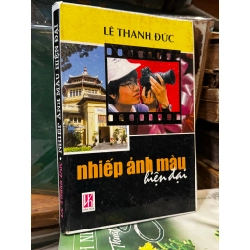 LÊ THANH ĐỨC
nhiếp ảnh màu
hiện đại
NHIẾP ẢNH MÀU HIỆN ĐẠI